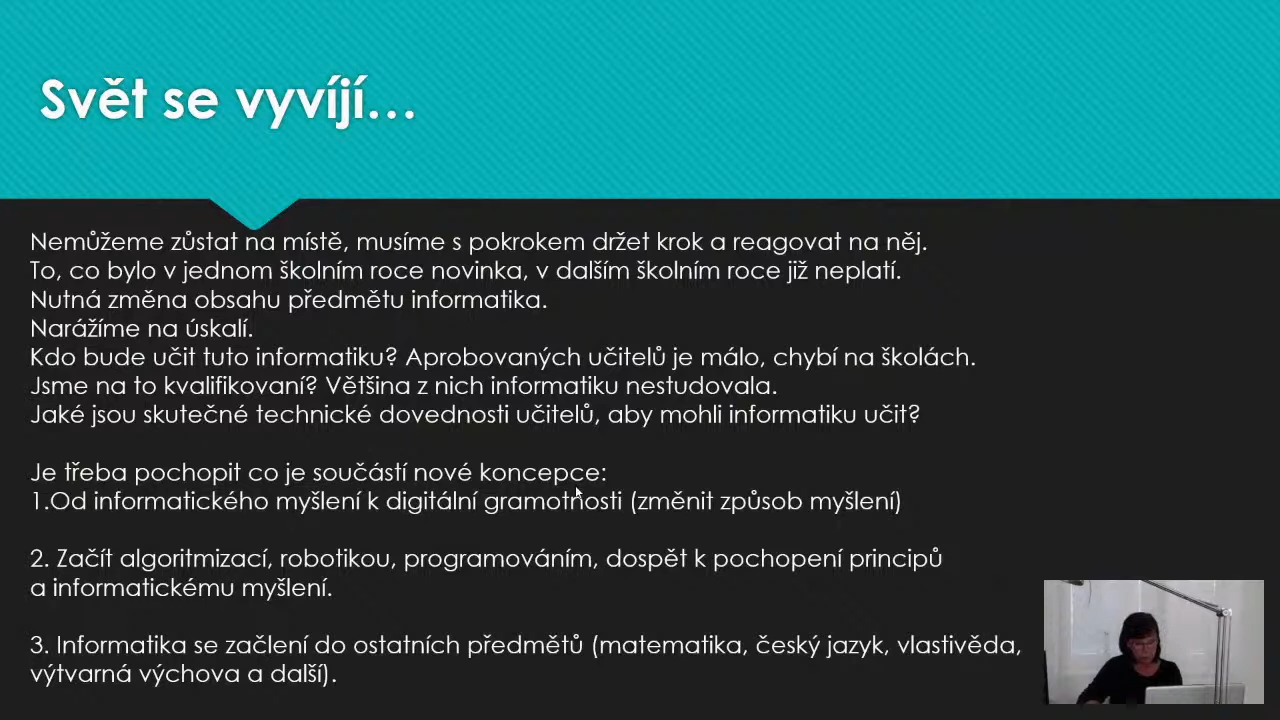 Svět se vyvíjí...
Nemůžeme zůstat na místě, musíme s pokrokem držet krok a reagovat na něj.
To, co bylo v jednom školním roce novinka, v dalším školním roce již neplatí.
Nutná změna obsahu předmětu informatika.
Narážíme na úskalí.
Kdo bude učit tuto informatiku? Aprobovaných učitelů je málo, chybí na školách.
Jsme na to kvalifikovaní? Většina z nich informatiku nestudovala.
Jaké jsou skutečné technické dovednosti učitelů, aby mohli informatiku učit?
Je třeba pochopit co je součástí nové koncepce:
1.Od informatického myšlení k digitální gramotnosti (změnit způsob myšlení)
2. Začít algoritmizací, robotikou, programováním, dospět k pochopení principů
a informatickému myšlení.
3. Informatika se začlení do ostatních předmětů (matematika, český jazyk, vlastivěda,
výtvarná výchova a další).